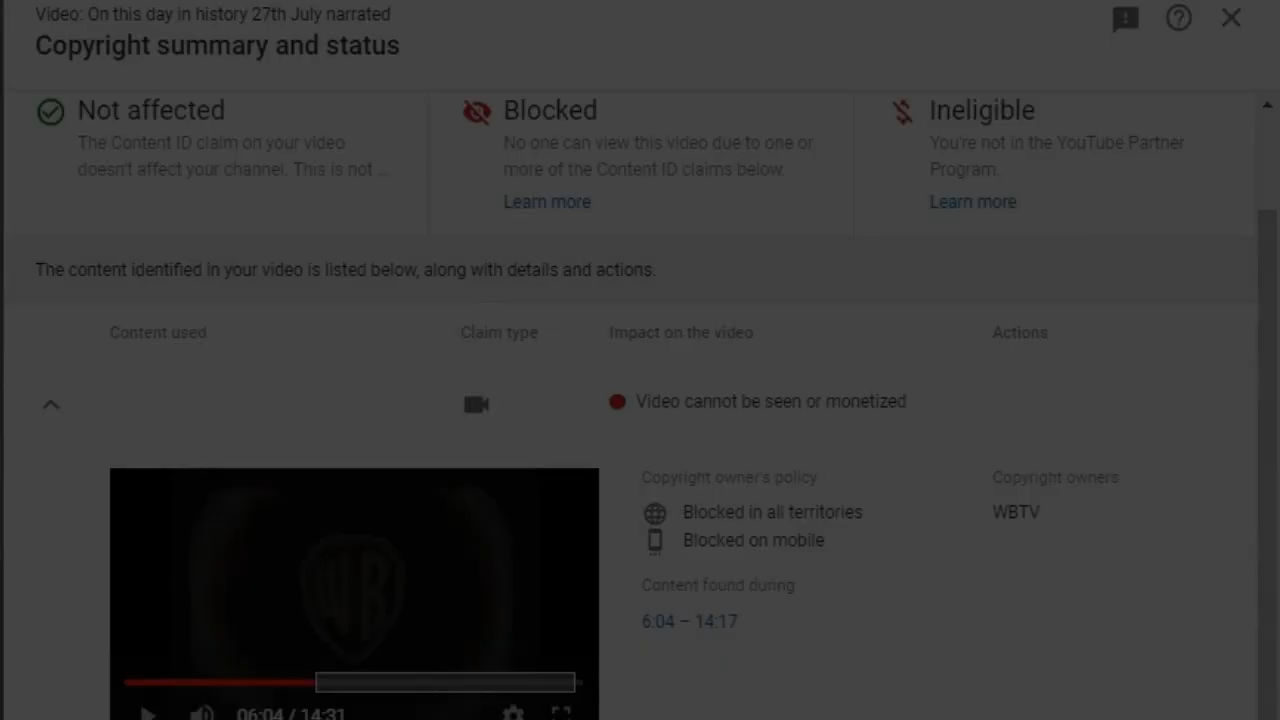 Video: On this day in history 27th July narrated
Copyright summary and status
Not affected
The Content ID claim on your video
doesn't affect your channel. This is not ...
Blocked
No one can view this video due to one or
more of the Content ID claims below.
Learn more
Ineligible
You're not in the YouTube Partner
Program.
Learn more
The content identified in your video is listed below, along with details and actions.
Content used Claim type Impact on the video Actions
Video cannot be seen or monetized
Copyright owner's policy Copyright owners
Blocked in all territories WBTV
Blocked on mobile
Content found during
6:04 – 14:17
WB
06:04 / 14:31